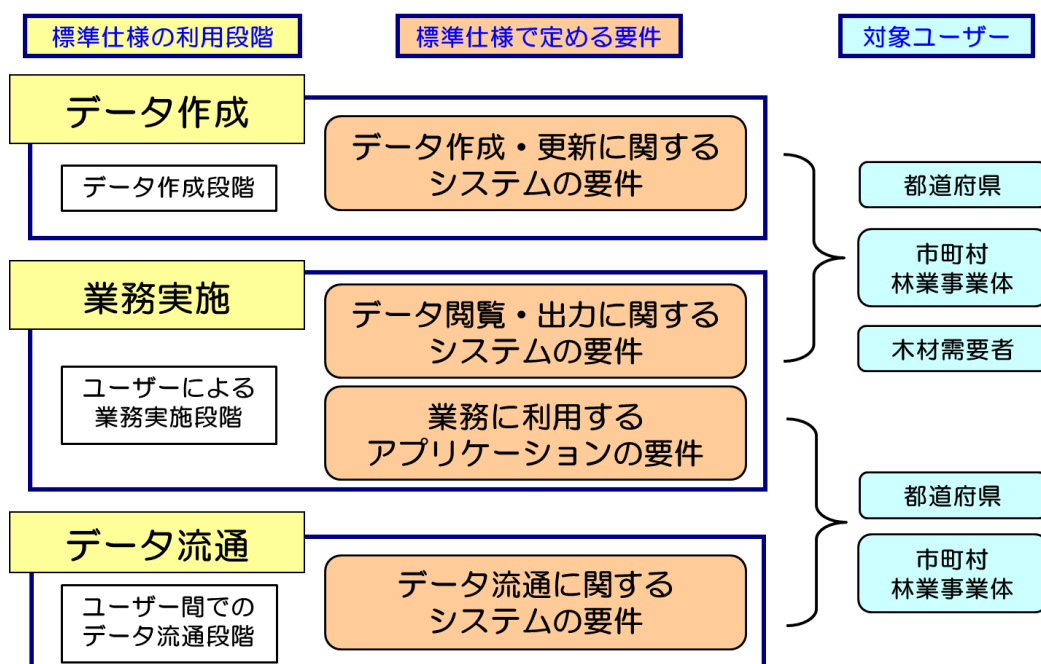 標準仕様の利用段階
標準仕様で定める要件
対象ユーザー
データ作成
データ作成段階
データ作成・更新に関する
システムの要件
業務実施
ユーザーによる
業務実施段階
データ閲覧・出力に関する
システムの要件
業務に利用する
アプリケーションの要件
データ流通
ユーザー間での
データ流通段階
データ流通に関する
システムの要件
都道府県
市町村
林業事業体
木材需要者
都道府県
市町村
林業事業体